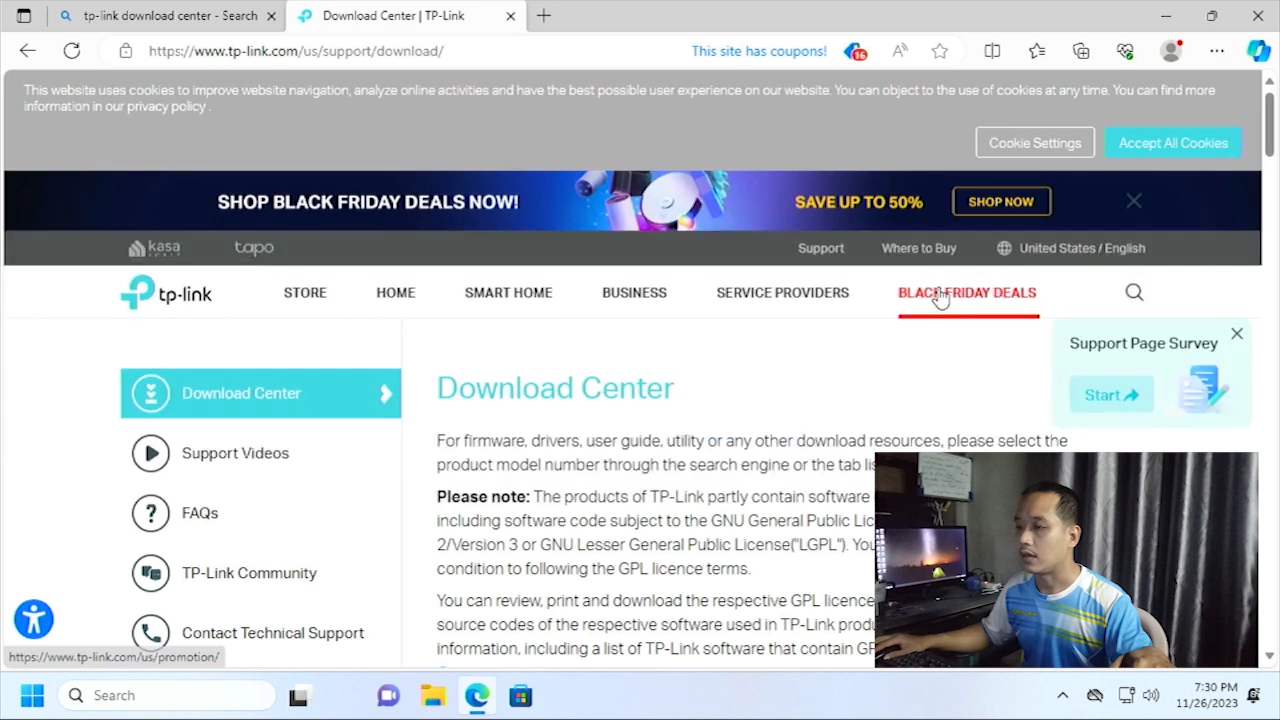 tp-link download center - Search
Download Center | TP-Link
https://www.tp-link.com/us/support/download/
This site has coupons!
16
This website uses cookies to improve website navigation, analyze online activities and have the best possible user experience on our website. You can object to the use of cookies at any time. You can find more
information in our privacy policy .
Cookie Settings
Accept All Cookies
SHOP BLACK FRIDAY DEALS NOW!
SAVE UP TO 50%
SHOP NOW
kasa
tapo
Support
Where to Buy
United States / English
tp-link
STORE
HOME
SMART HOME
BUSINESS
SERVICE PROVIDERS
BLACK FRIDAY DEALS
Support Page Survey
Start
Download Center
Support Videos
FAQs
TP-Link Community
Contact Technical Support
Download Center
For firmware, drivers, user guide, utility or any other download resources, please select the
product model number through the search engine or the tab
Please note: The products of TP-Link partly contain software
including software code subject to the GNU General Public
2/Version 3 or GNU Lesser General Public License("LGPL").
condition to following the GPL licence terms.
You can review, print and download the respective GPL licence
source codes of the respective software used in TP-Link
information, including a list of TP-Link software that contain
https://www.tp-link.com/us/promotion/
Search
7:30 PM
11/26/2023